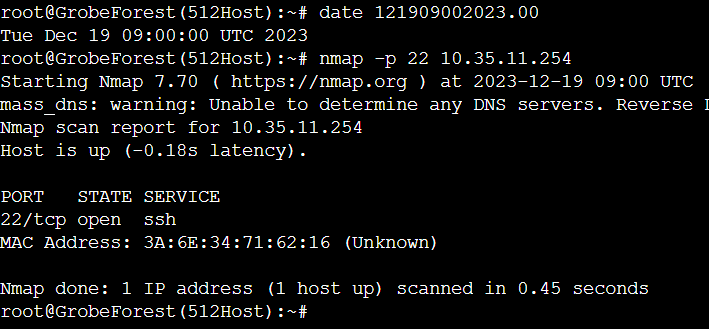 root@GrobeForest(512Host):~# date 121909002023.00
Tue Dec 19 09:00:00 UTC 2023
root@GrobeForest(512Host):~# nmap -p 22 10.35.11.254
Starting Nmap 7.70 ( https://nmap.org ) at 2023-12-19 09:00 UTC
mass_dns: warning: Unable to determine any DNS servers. Reverse
Nmap scan report for 10.35.11.254
Host is up (-0.18s latency).
PORT   STATE SERVICE
22/tcp open  ssh
MAC Address: 3A:6E:34:71:62:16 (Unknown)
Nmap done: 1 IP address (1 host up) scanned in 0.45 seconds
root@GrobeForest(512Host):~#